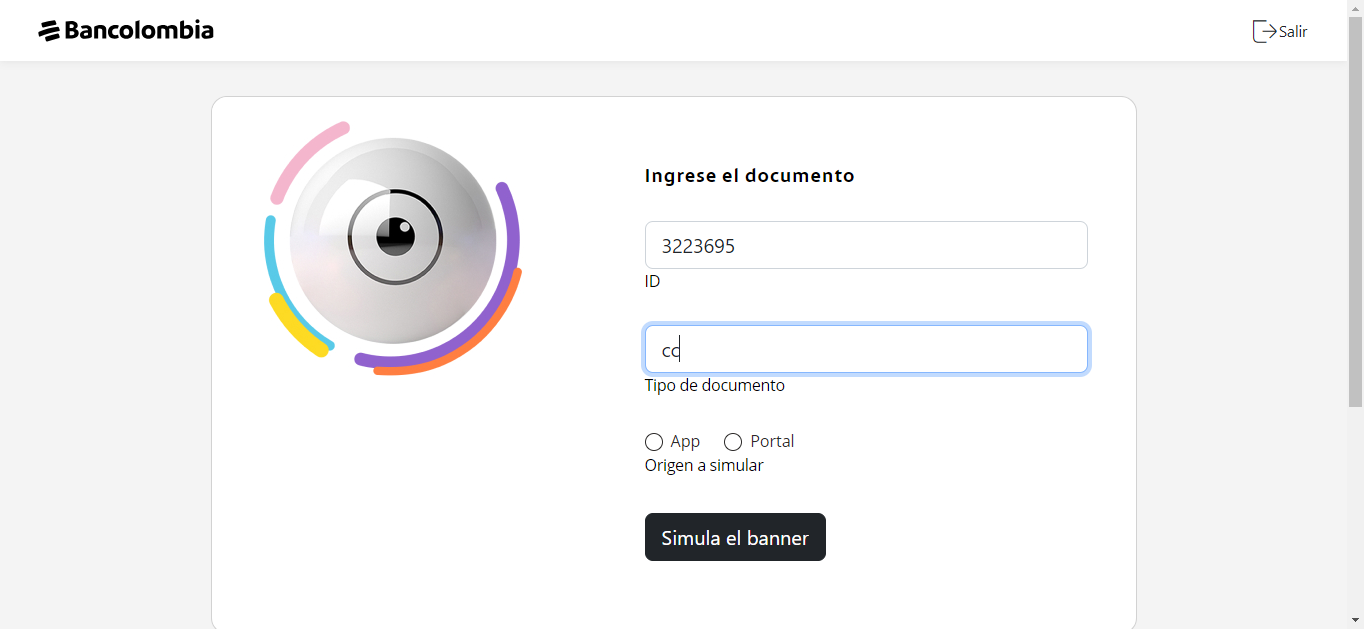 Bancolombia
Salir
Ingrese el documento
3223695
ID
cc
Tipo de documento
App Portal
Origen a simular
Simula el banner